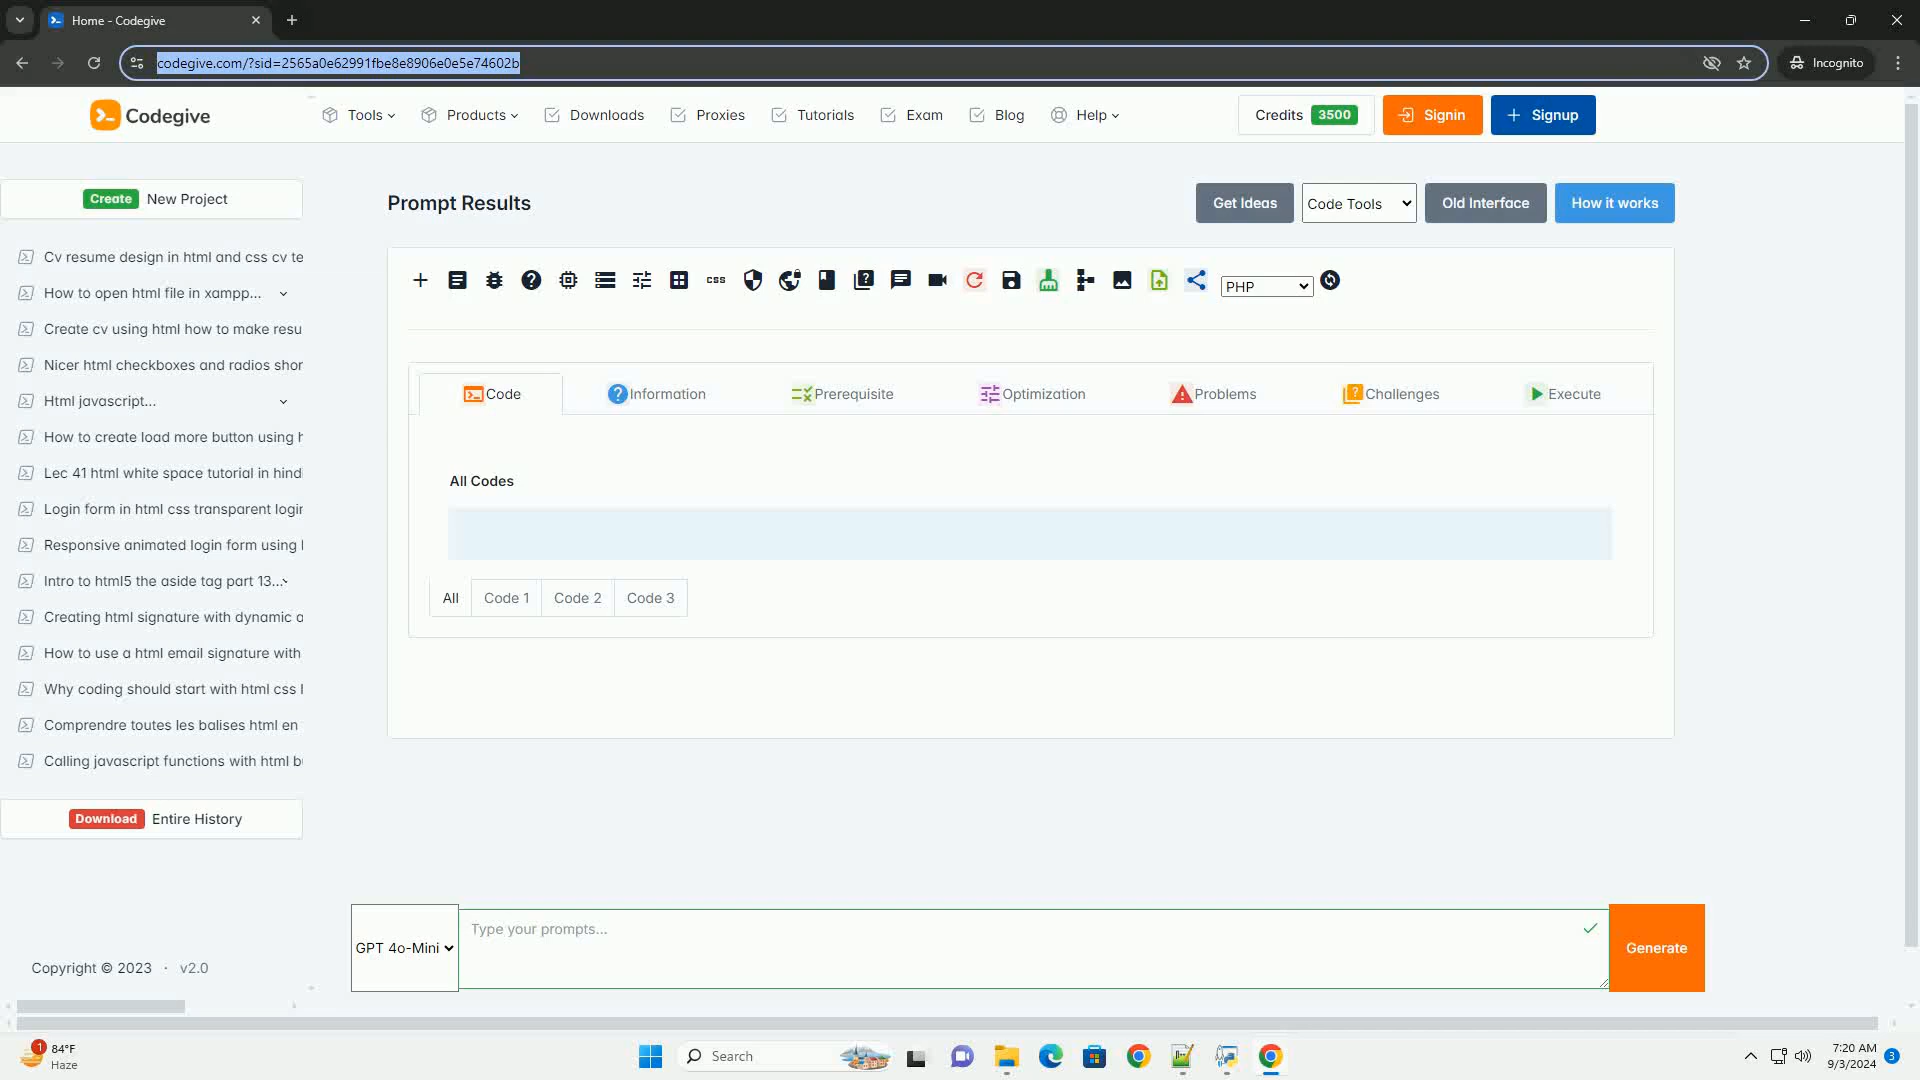 Home - Codegive
codegive.com/?sid=2565a0e62991fbe8e8906e0e5e74602b
Incognito
Codegive
Tools
Products
Downloads
Proxies
Tutorials
Exam
Blog
Help
Credits 3500
Signin
Signup
Create New Project
Prompt Results
Get Ideas
Code Tools
Old Interface
How it works
Cv resume design in html and css cv te
How to open html file in xampp...
Create cv using html how to make resu
Nicer html checkboxes and radios shor
Html javascript...
How to create load more button using h
Lec 41 html white space tutorial in hind
Login form in html css transparent login
Responsive animated login form using
Intro to html5 the aside tag part 13...
Creating html signature with dynamic a
How to use a html email signature with
Why coding should start with html css
Comprendre toutes les balises html en
Calling javascript functions with html bu
Download Entire History
Copyright © 2023 · v2.0
css
PHP
Code
Information
Prerequisite
Optimization
Problems
Challenges
Execute
All Codes
All
Code 1
Code 2
Code 3
GPT 4o-Mini
Type your prompts...
Generate
1
84°F
Haze
Search
7:20 AM
9/3/2024
3